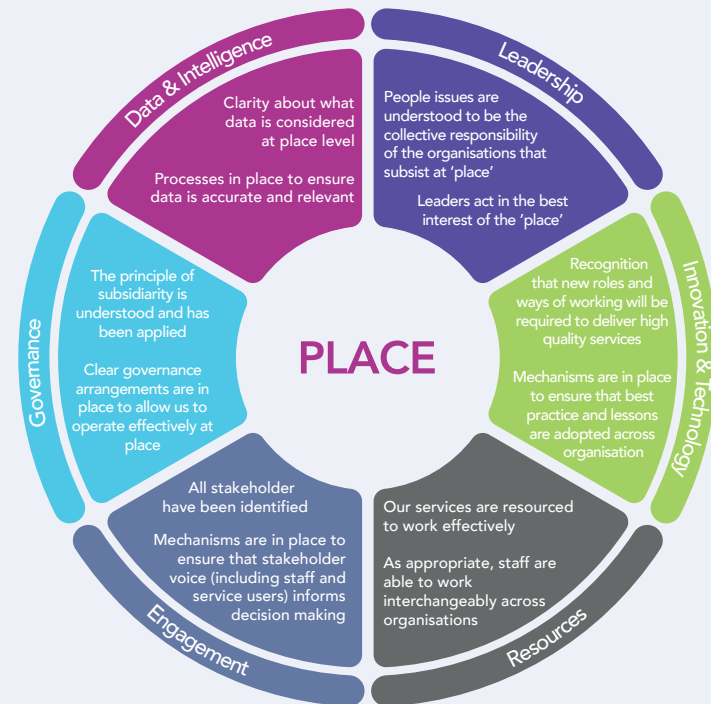 Data & Intelligence
Clarity about what
data is considered
at place level
Processes in place to ensure
data is accurate and relevant
Leadership
People issues are
understood to be the
collective responsibility
of the organisations that
subsist at ‘place’
Leaders act in the best
interest of the ‘place’
Innovation & Technology
Recognition
that new roles and
ways of working will be
required to deliver high
quality services
Mechanisms are in place
to ensure that best
practice and lessons
are adopted across
organisation
Resources
Our services are resourced
to work effectively
As appropriate, staff are
able to work
interchangeably across
organisations
Engagement
All stakeholder
have been identified
Mechanisms are in place to
ensure that stakeholder
voice (including staff and
service users) informs
decision making
Governance
The principle of
subsidiarity is
understood and has
been applied
Clear governance
arrangements are in
place to allow us to
operate effectively at
place
PLACE